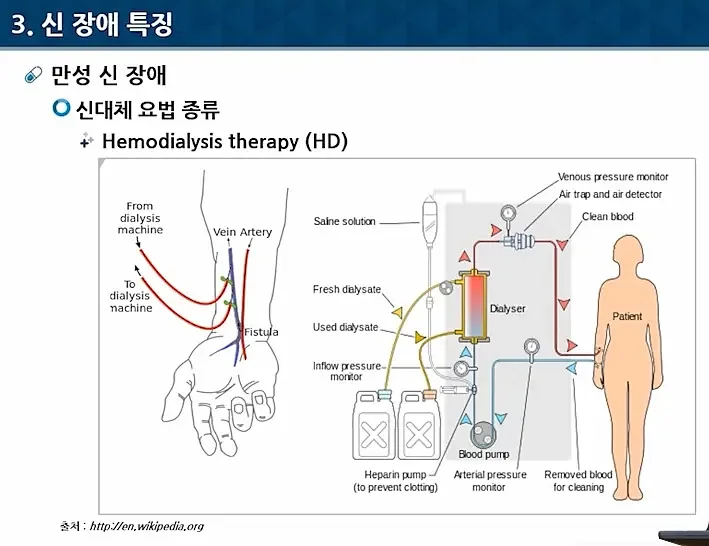 3. 신 장애 특징
만성 신 장애
신대체 요법 종류
Hemodialysis therapy (HD)
From
dialysis
machine
To
dialysis
machine
Vein Artery
Fistula
Saline solution
Fresh dialysate
Used dialysate
Inflow pressure
monitor
Heparin pump
(to prevent clotting)
Venous pressure monitor
Air trap and air detector
Clean blood
Dialyser
Patient
Blood pump
Arterial pressure
monitor
Removed blood
for cleaning
출처 : http://en.wikipedia.org